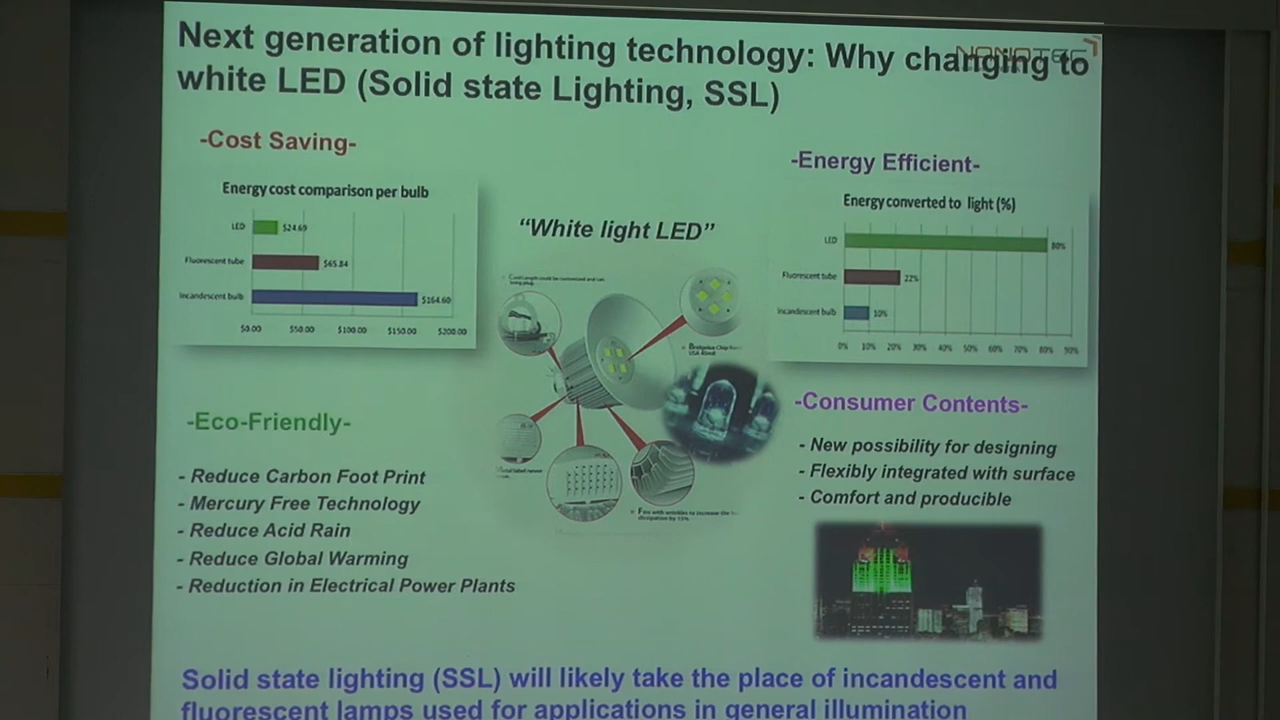 Next generation of lighting technology: Why changing to
white LED (Solid state Lighting, SSL)
NANOTEC
-Cost Saving-
Energy cost comparison per bulb
LED
$24.69
Fluorescent tube
$65.84
Incandescent bulb
$164.60
$0.00 $50.00 $100.00 $150.00 $200.00
-Energy Efficient-
Energy converted to light (%)
LED
80%
Fluorescent tube
22%
Incandescent bulb
10%
0% 10% 20% 30% 40% 50% 60% 70% 80% 90%
“White light LED”
-Eco-Friendly-
- Reduce Carbon Foot Print
- Mercury Free Technology
- Reduce Acid Rain
- Reduce Global Warming
- Reduction in Electrical Power Plants
-Consumer Contents-
- New possibility for designing
- Flexibly integrated with surface
- Comfort and producible
Solid state lighting (SSL) will likely take the place of incandescent and
fluorescent lamps used for applications in general illumination